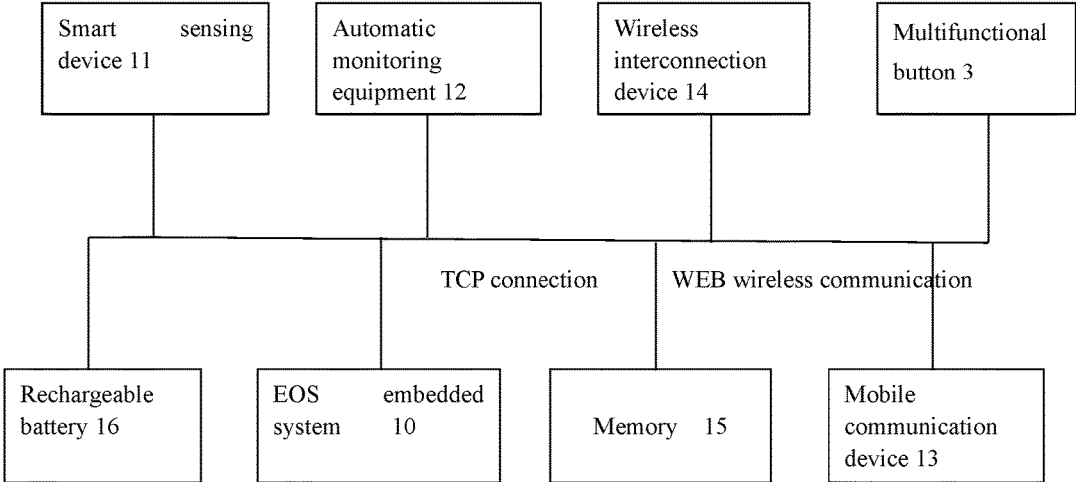 Smart sensing
device 11
Automatic
monitoring
equipment 12
Wireless
interconnection
device 14
Multifunctional
button 3
TCP connection
WEB wireless communication
Rechargeable
battery 16
EOS embedded
system 10
Memory 15
Mobile
communication
device 13